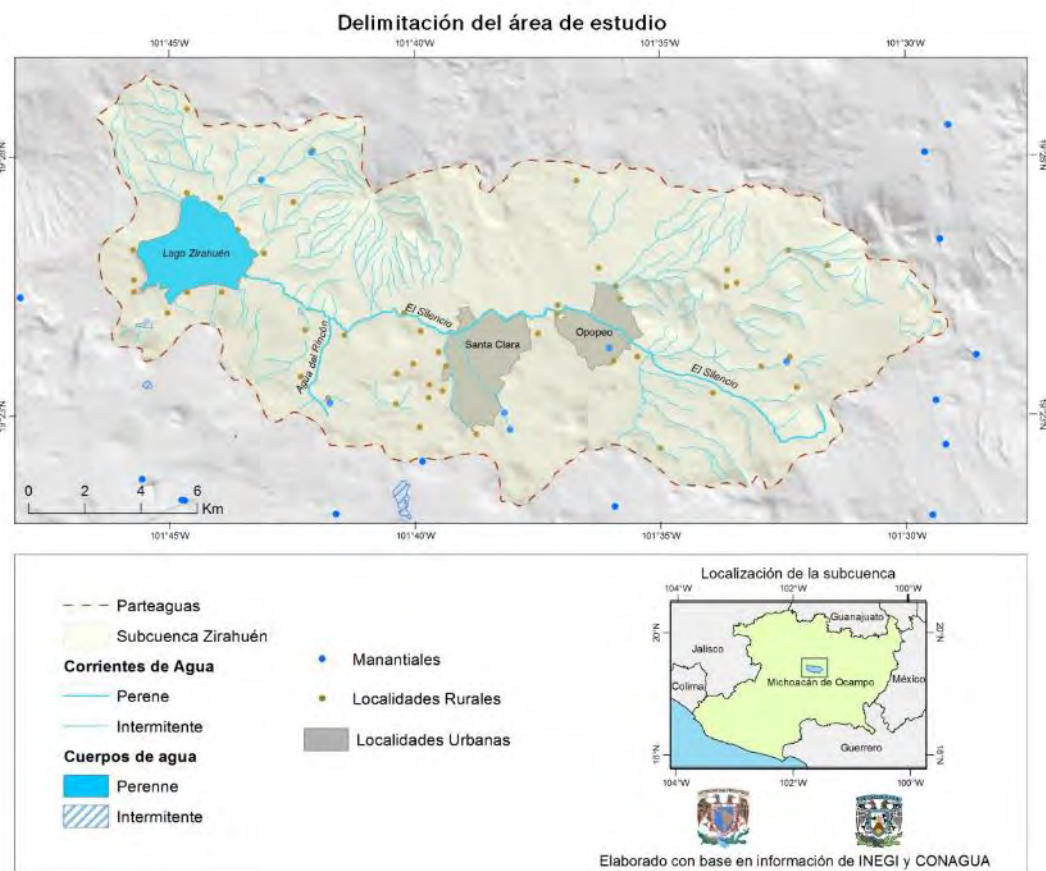 Delimitación del área de estudio
101°45'W
101°40'W
101°35'W
101°30'W
Lago Zirahuén
El Silencio
Agua del Rincón
Santa Clara
Opopeo
El Silencio
19°23'N
0 2 4 6
Km
101°45'W
101°40'W
101°35'W
101°30'W
Parteaguas
Subcuenca Zirahuén
Corrientes de Agua
Perene
Intermitente
Cuerpos de agua
Perenne
Intermitente
Manantiales
Localidades Rurales
Localidades Urbanas
Localización de la subcuenca
104°W
102°W
100°W
20°N
20°N
Guanajuato
Jalisco
Colima
Michoacán de Ocampo
México
Guerrero
18°N
18°N
104°W
102°W
100°W
Elaborado con base en información de INEGI y CONAGUA